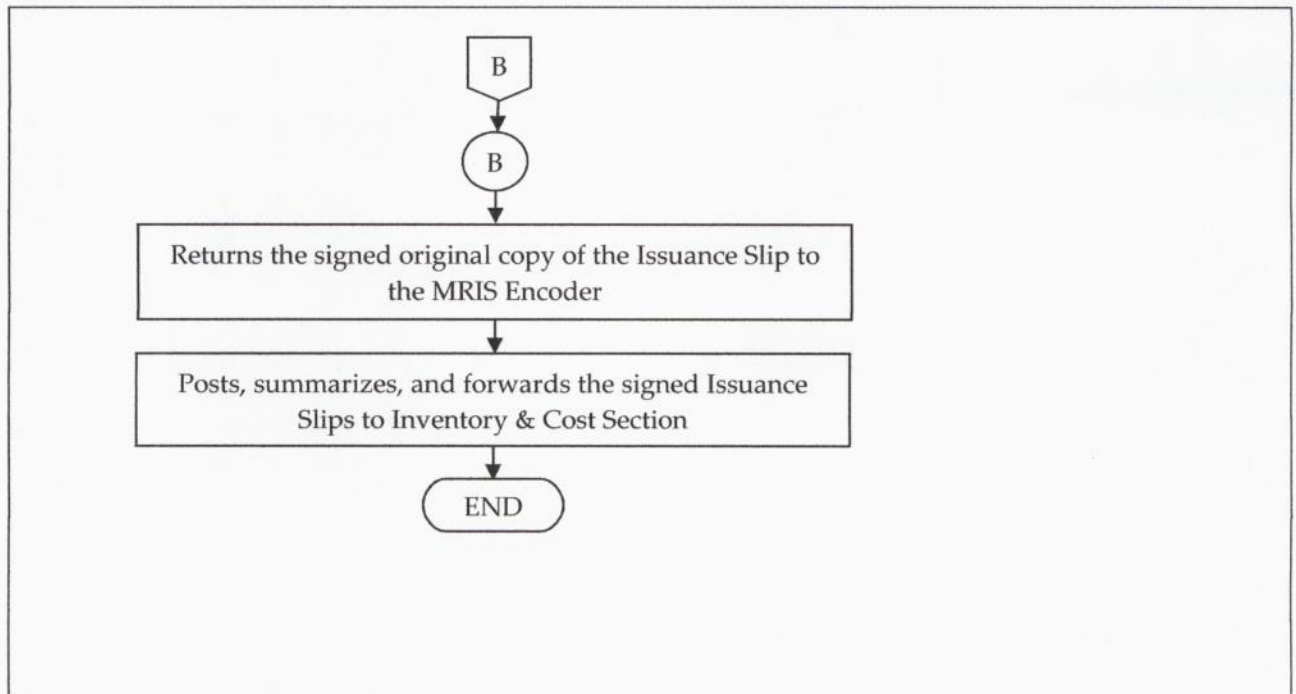 B
B
Returns the signed original copy of the Issuance Slip to
the MRIS Encoder
Posts, summarizes, and forwards the signed Issuance
Slips to Inventory & Cost Section
END